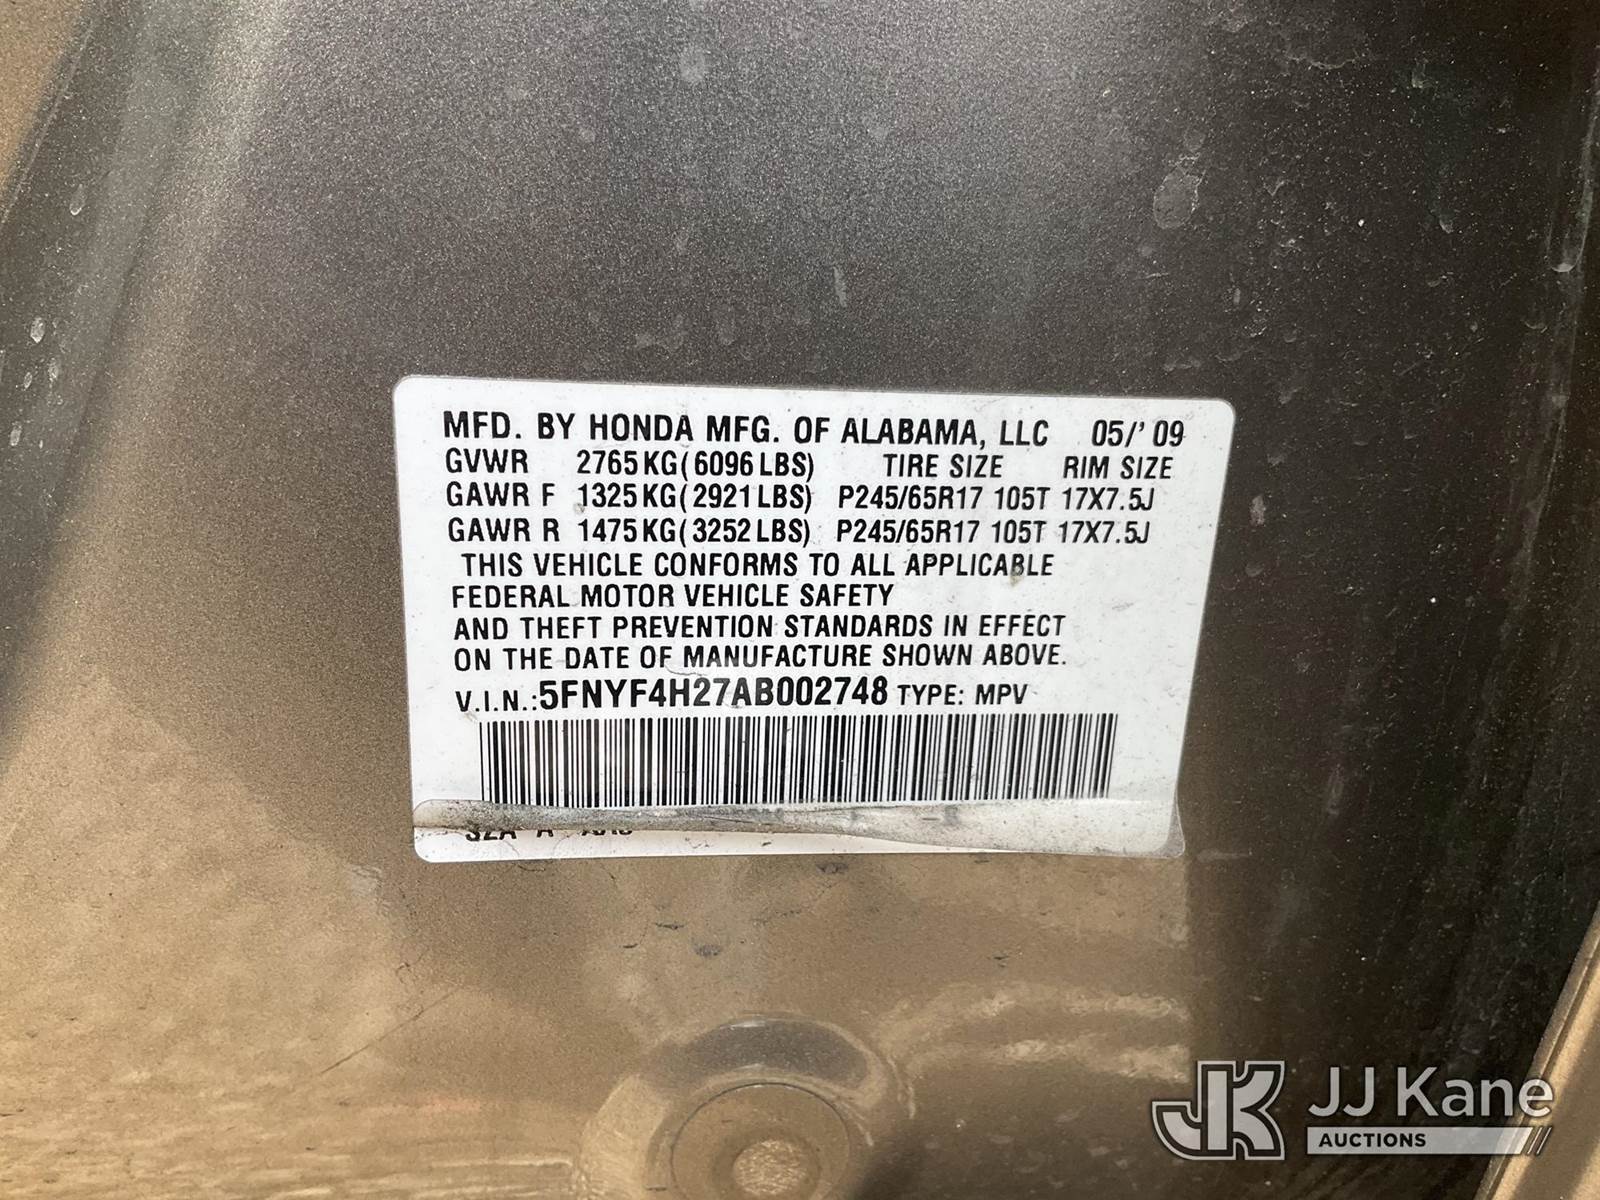 MFD. BY HONDA MFG. OF ALABAMA, LLC 05/' 09
GVWR 2765KG(6096LBS) TIRE SIZE RIM SIZE
GAWR F 1325KG(2921LBS) P245/65R17 105T 17X7.5J
GAWR R 1475KG(3252LBS) P245/65R17 105T 17X7.5J
THIS VEHICLE CONFORMS TO ALL APPLICABLE
FEDERAL MOTOR VEHICLE SAFETY
AND THEFT PREVENTION STANDARDS IN EFFECT
ON THE DATE OF MANUFACTURE SHOWN ABOVE.
V.I.N.:5FNYF4H27AB002748 TYPE: MPV
JK JJ Kane
AUCTIONS